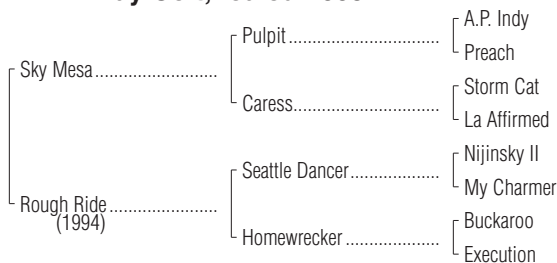 Pulpit
A.P. Indy
Preach
Sky Mesa
Caress
Storm Cat
La Affirmed
Seattle Dancer
Nijinsky II
My Charmer
Rough Ride
(1994)
Homewrecker
Buckaroo
Execution